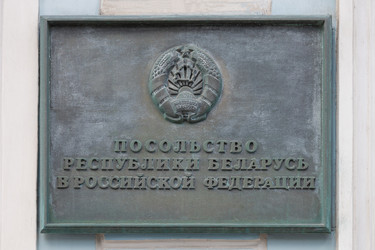 ПОСОЛЬСТВО
РЕСПУБЛИКИ БЕЛАРУСЬ
В РОССИЙСКОЙ ФЕДЕРАЦИИ